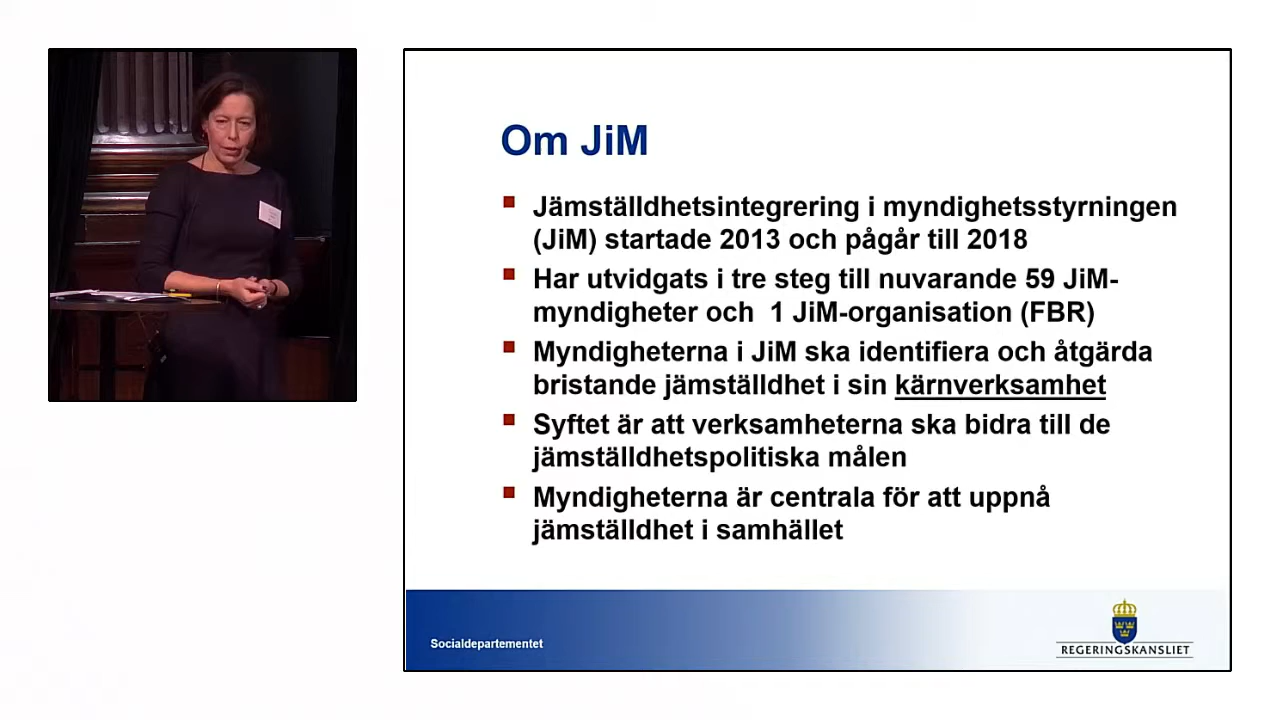 Om JiM
Jämställdhetsintegrering i myndighetsstyrningen
(JiM) startade 2013 och pågår till 2018
Har utvidgats i tre steg till nuvarande 59 JiM-
myndigheter och  1 JiM-organisation (FBR)
Myndigheterna i JiM ska identifiera och åtgärda
bristande jämställdhet i sin kärnverksamhet
Syftet är att verksamheterna ska bidra till de
jämställdhetspolitiska målen
Myndigheterna är centrala för att uppnå
jämställdhet i samhället
Socialdepartementet
REGERINGSKANSLIET